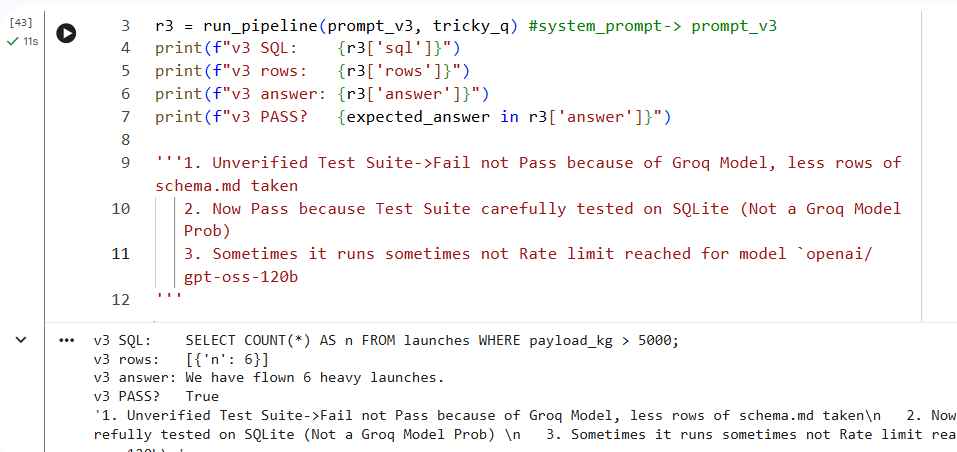 [43]
11s
3 r3 = run_pipeline(prompt_v3, tricky_q) #system_prompt-> prompt_v3
4 print(f"v3 SQL:    {r3['sql']}")
5 print(f"v3 rows:   {r3['rows']}")
6 print(f"v3 answer: {r3['answer']}")
7 print(f"v3 PASS?   {expected_answer in r3['answer']}")
8
9 '''1. Unverified Test Suite->Fail not Pass because of Groq Model, less rows of
schema.md taken
10 2. Now Pass because Test Suite carefully tested on SQLite (Not a Groq Model
Prob)
11 3. Sometimes it runs sometimes not Rate limit reached for model `openai/
gpt-oss-120b
12 '''
v3 SQL:    SELECT COUNT(*) AS n FROM launches WHERE payload_kg > 5000;
v3 rows:   [{'n': 6}]
v3 answer: We have flown 6 heavy launches.
v3 PASS?   True
'1. Unverified Test Suite->Fail not Pass because of Groq Model, less rows of schema.md taken\n   2. Now
refully tested on SQLite (Not a Groq Model Prob) \n   3. Sometimes it runs sometimes not Rate limit rea